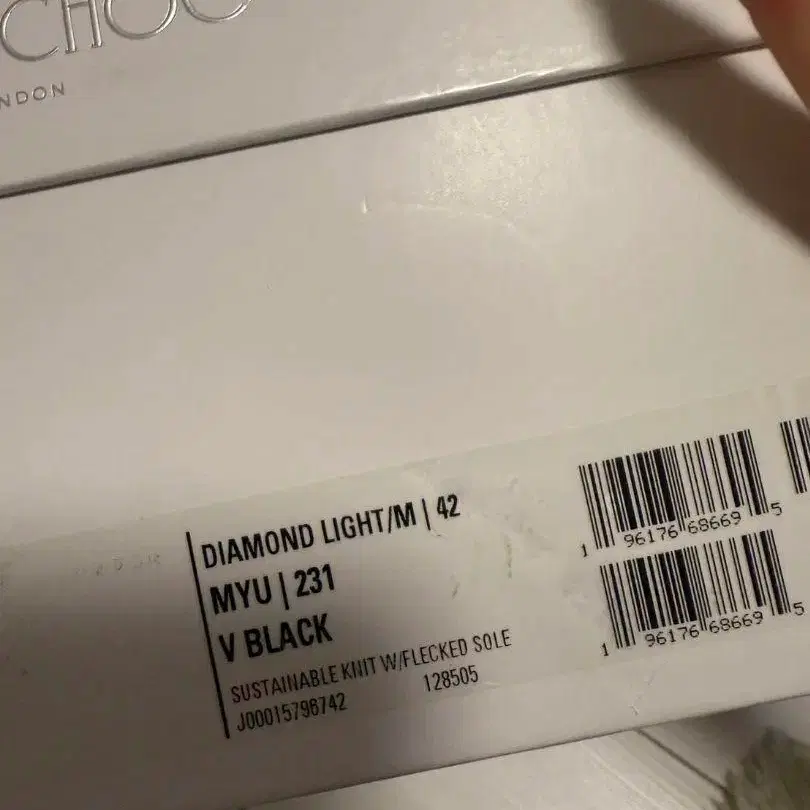 CHOO
NDON
DIAMOND LIGHT/M | 42
MYU | 231
V BLACK
SUSTAINABLE KNIT W/FLECKED SOLE
J00015796742 128505
1 96176 68669 5
1 96176 68669 5